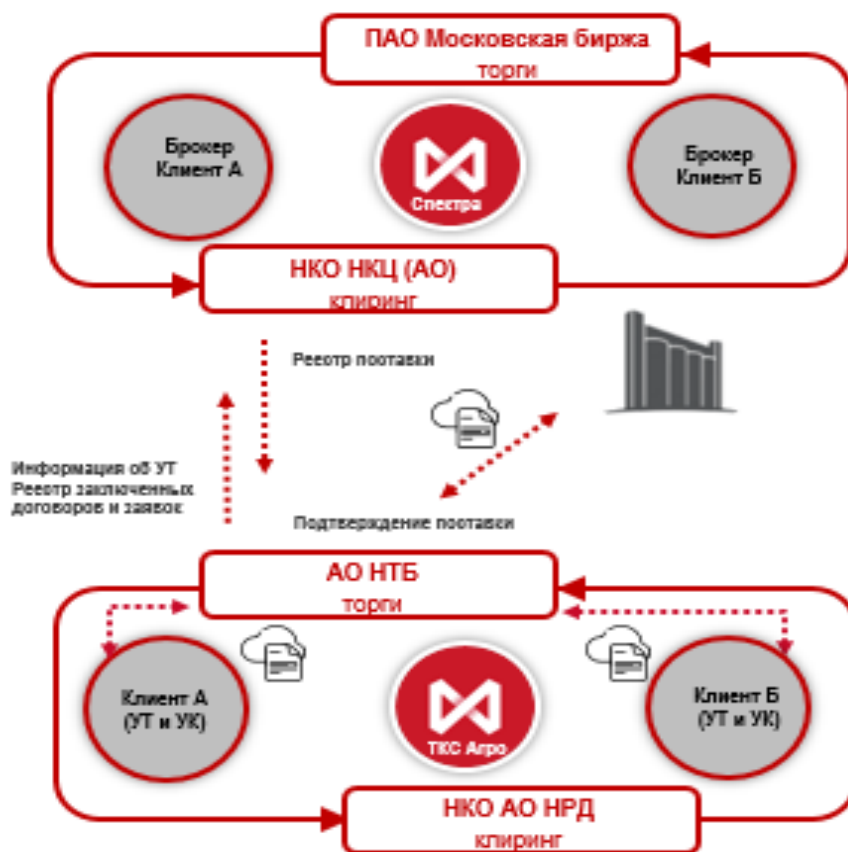 ПАО Московская биржа
торги
Брокер
Клиент А
Спектра
Брокер
Клиент Б
НКО НКЦ (АО)
клиринг
Реестр поставки
Информация об УТ
Реестр заключенных
договоров и заявок
Подтверждение поставки
АО НТБ
торги
Клиент А
(УТ и УК)
ТКС Агро
Клиент Б
(УТ и УК)
НКО АО НРД
клиринг